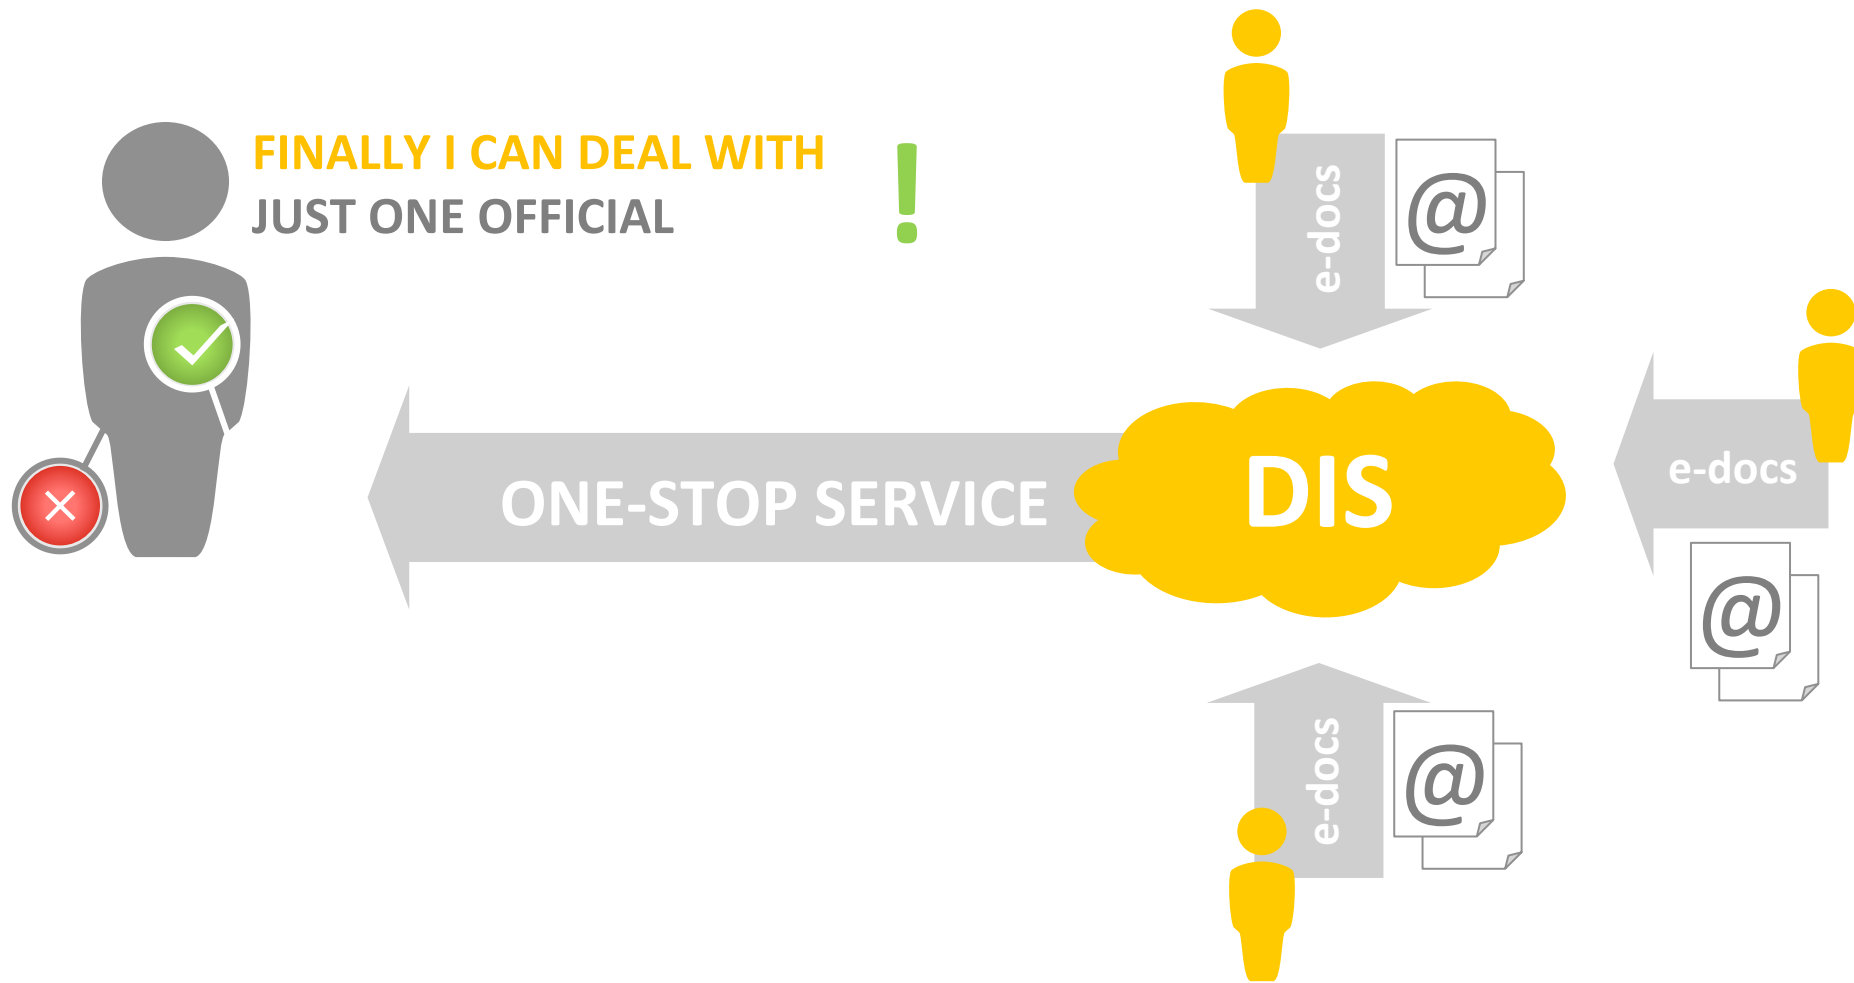 FINALLY I CAN DEAL WITH
JUST ONE OFFICIAL
!
e-docs
@
ONE-STOP SERVICE
DIS
e-docs
@
e-docs
@